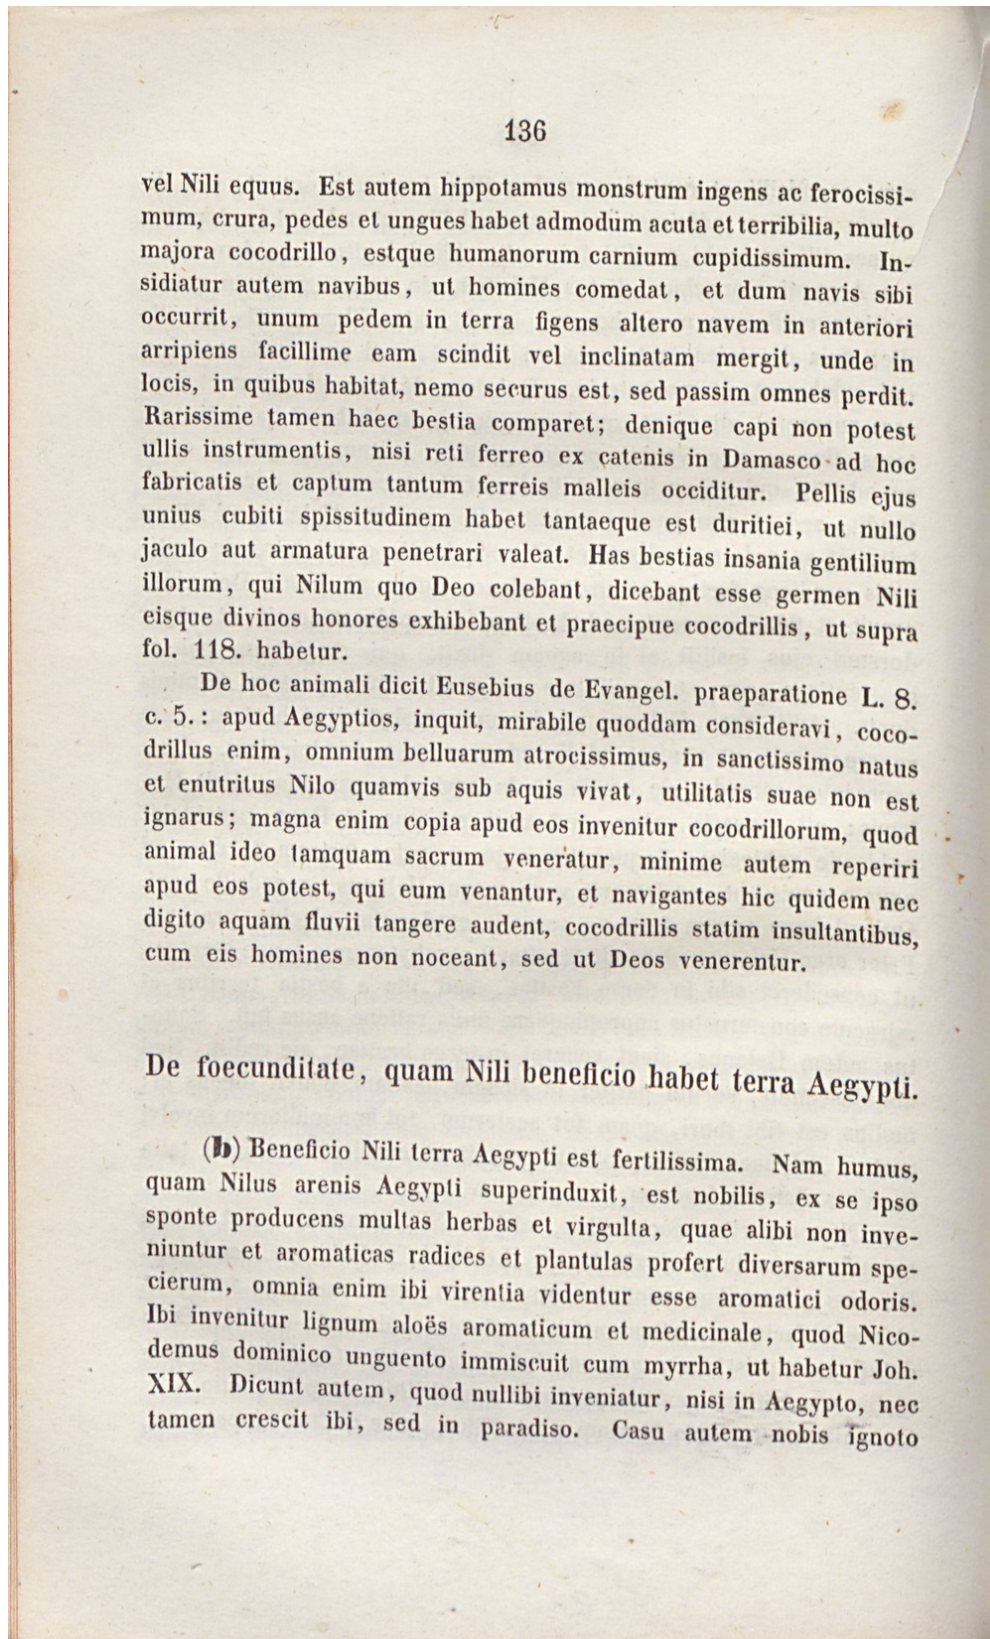 136
vel Nili equus. Est autem hippotamus monstrum ingens ac ferocissi-
mum, crura, pedes et ungues habet admodum acuta et terribilia, multo
majora cocodrillo, estque humanorum carnium cupidissimum. In-
sidiatur autem navibus, ut homines comedat, et dum navis sibi
occurrit, unum pedem in terra figens altero navem in anteriori
arripiens facillime eam scindit vel inclinatam mergit, unde in
locis, in quibus habitat, nemo securus est, sed passim omnes perdit.
Rarissime tamen haec bestia comparet; denique capi non potest
ullis instrumentis, nisi reti ferreo ex catenis in Damasco ad hoc
fabricatis et captum tantum ferreis malleis occiditur. Pellis ejus
unius cubiti spissitudinem habet tantaeque est duritiei, ut nullo
jaculo aut armatura penetrari valeat. Has bestias insania gentilium
illorum, qui Nilum quo Deo colebant, dicebant esse germen Nili
eisque divinos honores exhibebant et praecipue cocodrillis, ut supra
fol. 118. habetur.
De hoc animali dicit Eusebius de Evangel. praeparatione L. 8.
c. 5.: apud Aegyptios, inquit, mirabile quoddam consideravi, coco-
drillus enim, omnium belluarum atrocissimus, in sanctissimo natus
et enutritus Nilo quamvis sub aquis vivat, utilitatis suae non est
ignarus; magna enim copia apud eos invenitur cocodrillorum, quod
animal ideo tamquam sacrum veneratur, minime autem reperiri
apud eos potest, qui eum venantur, et navigantes hic quidem nec
digito aquam fluvii tangere audent, cocodrillis statim insultantibus,
cum eis homines non noceant, sed ut Deos venerentur.
De foecunditate, quam Nili beneficio habet terra Aegypti.
(b) Beneficio Nili terra Aegypti est fertilissima. Nam humus,
quam Nilus arenis Aegypti superinduxit, est nobilis, ex se ipso
sponte producens multas herbas et virgulta, quae alibi non inve-
niuntur et aromaticas radices et plantulas profert diversarum spe-
cierum, omnia enim ibi virentia videntur esse aromatici odoris.
Ibi invenitur lignum aloës aromaticum et medicinale, quod Nico-
demus dominico unguento immiscuit cum myrrha, ut habetur Joh.
XIX. Dicunt autem, quod nullibi inveniatur, nisi in Aegypto, nec
tamen crescit ibi, sed in paradiso. Casu autem nobis ignoto